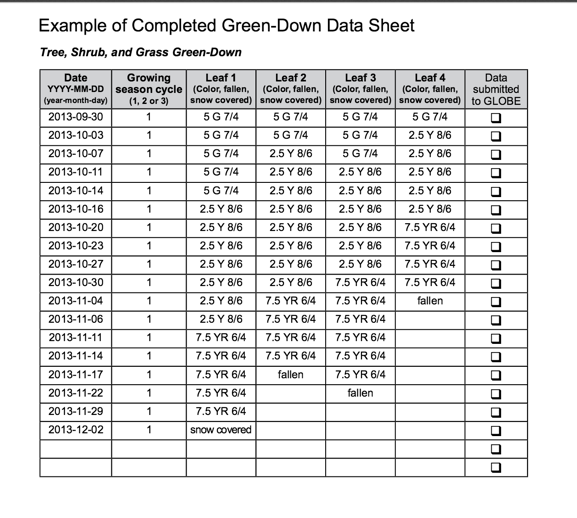 Example of Completed Green-Down Data Sheet
Tree, Shrub, and Grass Green-Down
Date Growing Leaf 1 Leaf 2 Leaf 3 Leaf 4 Data
YYYY-MM-DD season cycle (Color, fallen, (Color, fallen, (Color, fallen, (Color, fallen, submitted
(year-month-day) (1, 2 or 3) snow covered) snow covered) snow covered) snow covered) to GLOBE
2013-09-30 1 5 G 7/4 5 G 7/4 5 G 7/4 5 G 7/4 ❑
2013-10-03 1 5 G 7/4 5 G 7/4 5 G 7/4 2.5 Y 8/6 ❑
2013-10-07 1 5 G 7/4 2.5 Y 8/6 5 G 7/4 2.5 Y 8/6 ❑
2013-10-11 1 5 G 7/4 2.5 Y 8/6 2.5 Y 8/6 2.5 Y 8/6 ❑
2013-10-14 1 5 G 7/4 2.5 Y 8/6 2.5 Y 8/6 2.5 Y 8/6 ❑
2013-10-16 1 2.5 Y 8/6 2.5 Y 8/6 2.5 Y 8/6 2.5 Y 8/6 ❑
2013-10-20 1 2.5 Y 8/6 2.5 Y 8/6 2.5 Y 8/6 7.5 YR 6/4 ❑
2013-10-23 1 2.5 Y 8/6 2.5 Y 8/6 2.5 Y 8/6 7.5 YR 6/4 ❑
2013-10-27 1 2.5 Y 8/6 2.5 Y 8/6 2.5 Y 8/6 7.5 YR 6/4 ❑
2013-10-30 1 2.5 Y 8/6 2.5 Y 8/6 7.5 YR 6/4 7.5 YR 6/4 ❑
2013-11-04 1 2.5 Y 8/6 7.5 YR 6/4 7.5 YR 6/4 fallen ❑
2013-11-06 1 2.5 Y 8/6 7.5 YR 6/4 7.5 YR 6/4 ❑
2013-11-11 1 7.5 YR 6/4 7.5 YR 6/4 7.5 YR 6/4 ❑
2013-11-14 1 7.5 YR 6/4 7.5 YR 6/4 7.5 YR 6/4 ❑
2013-11-17 1 7.5 YR 6/4 fallen 7.5 YR 6/4 ❑
2013-11-22 1 7.5 YR 6/4 fallen ❑
2013-11-29 1 7.5 YR 6/4 ❑
2013-12-02 1 snow covered ❑
❑
❑